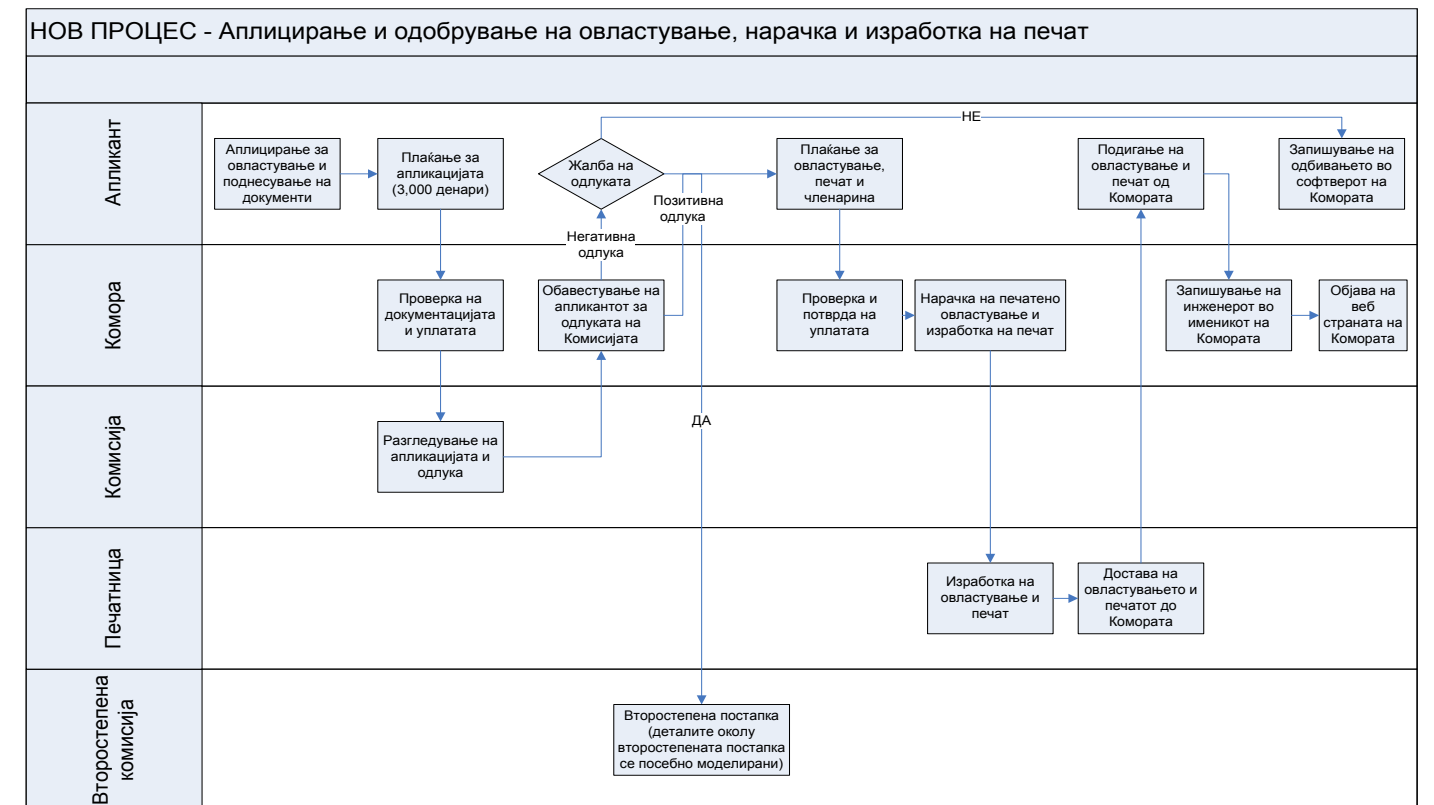 НОВ ПРОЦЕС - Аплицирање и одобрување на овластување, нарачка и изработка на печат
Апликант
Аплицирање за
овластување и
поднесување на
документи
Плаќање за
апликацијата
(3,000 денари)
Жалба на
одлуката
НЕ
Позитивна
одлука
Негативна
одлука
Плаќање за
овластување,
печат и
членарина
Подигање на
овластување и
печат од
Комората
Запишување на
одбивањето во
софтверот на
Комората
Комора
Проверка на
документацијата
и уплатата
Обавестување на
апликантот за
одлуката на
Комисијата
Проверка и
потврда на
уплатата
Нарачка на печатено
овластување и
изработка на печат
Запишување на
инженерот во
именикот на
Комората
Објава на
веб
страната на
Комората
Комисија
Разгледување на
апликацијата и
одлука
ДА
Печатница
Изработка на
овластување и
печат
Достава на
овластувањето и
печатот до
Комората
Второстепена
комисија
Второстепена постапка
(деталите околу
второстепената постапка
се посебно моделирани)